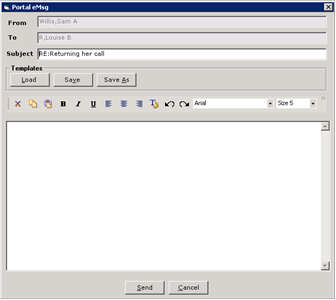 Portal eMsg
From Willis,Sam A
To R,Louise B
Subject RE:Returning her call
Templates
Load Save Save As
B I U Arial Size 5
Send Cancel